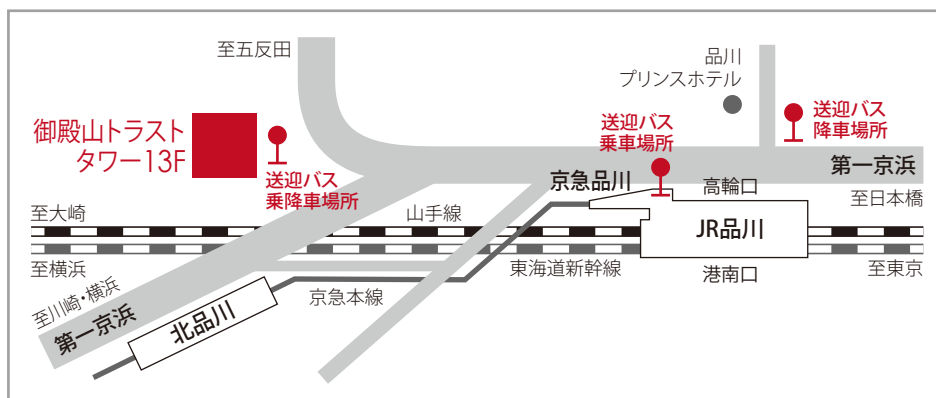 至五反田
品川
プリンスホテル
御殿山トラスト
タワー13F
送迎バス
乗降車場所
送迎バス
乗車場所
送迎バス
降車場所
第一京浜
京急品川
高輪口
至日本橋
至大崎
山手線
JR品川
至横浜
東海道新幹線
港南口
至東京
至川崎・横浜
京急本線
第一京浜
北品川